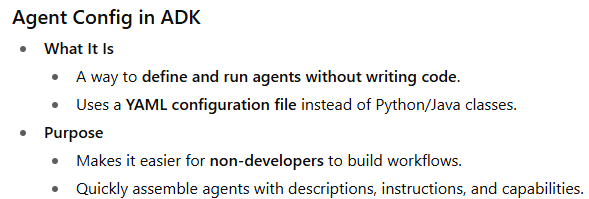 Agent Config in ADK
What It Is
A way to define and run agents without writing code.
Uses a YAML configuration file instead of Python/Java classes.
Purpose
Makes it easier for non-developers to build workflows.
Quickly assemble agents with descriptions, instructions, and capabilities.